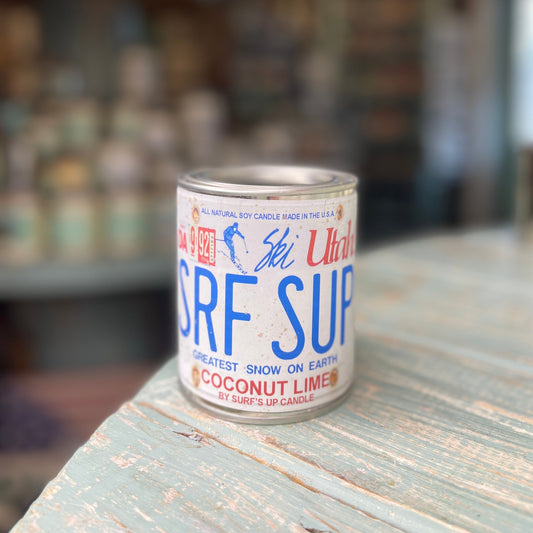 ALL NATURAL SOY CANDLE MADE IN THE U.S.A.
9 92 Ski Utah
SRF SUP
GREATEST SNOW ON EARTH
COCONUT LIME
BY SURF'S UP CANDLE